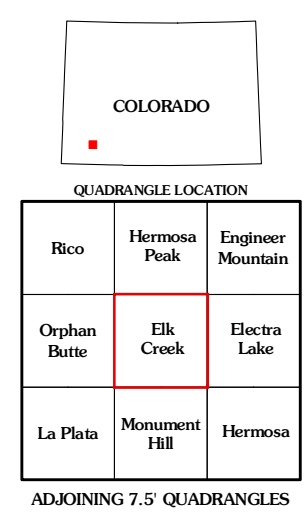 COLORADO
QUADRANGLE LOCATION
Rico
Hermosa
Peak
Engineer
Mountain
Orphan
Butte
Elk
Creek
Electra
Lake
La Plata
Monument
Hill
Hermosa
ADJOINING 7.5' QUADRANGLES